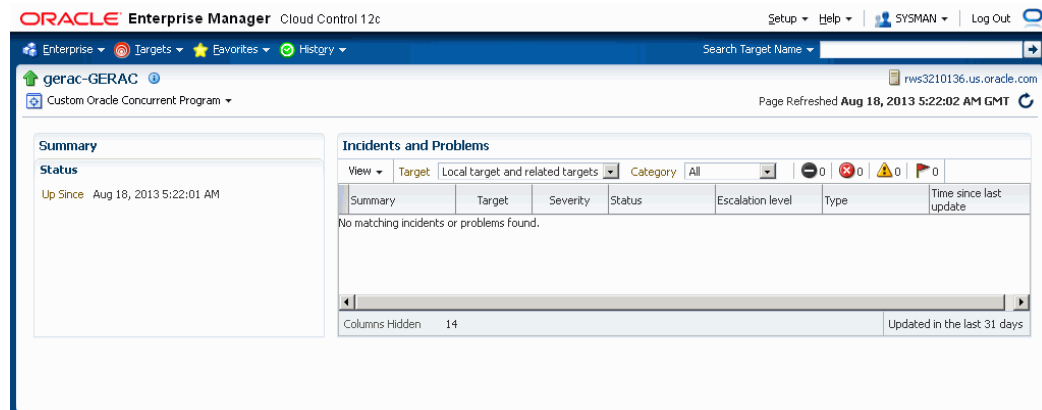 ORACLE Enterprise Manager Cloud Control 12c
Setup Help SYSMAN Log Out
Enterprise Targets Favorites History Search Target Name
gerac-GERAC rws3210136.us.oracle.com
Custom Oracle Concurrent Program Page Refreshed Aug 18, 2013 5:22:02 AM GMT
Summary
Status
Up Since Aug 18, 2013 5:22:01 AM
Incidents and Problems
View Target Local target and related targets Category All 0 0 0 0
Summary Target Severity Status Escalation level Type Time since last update
No matching incidents or problems found.
Columns Hidden 14 Updated in the last 31 days